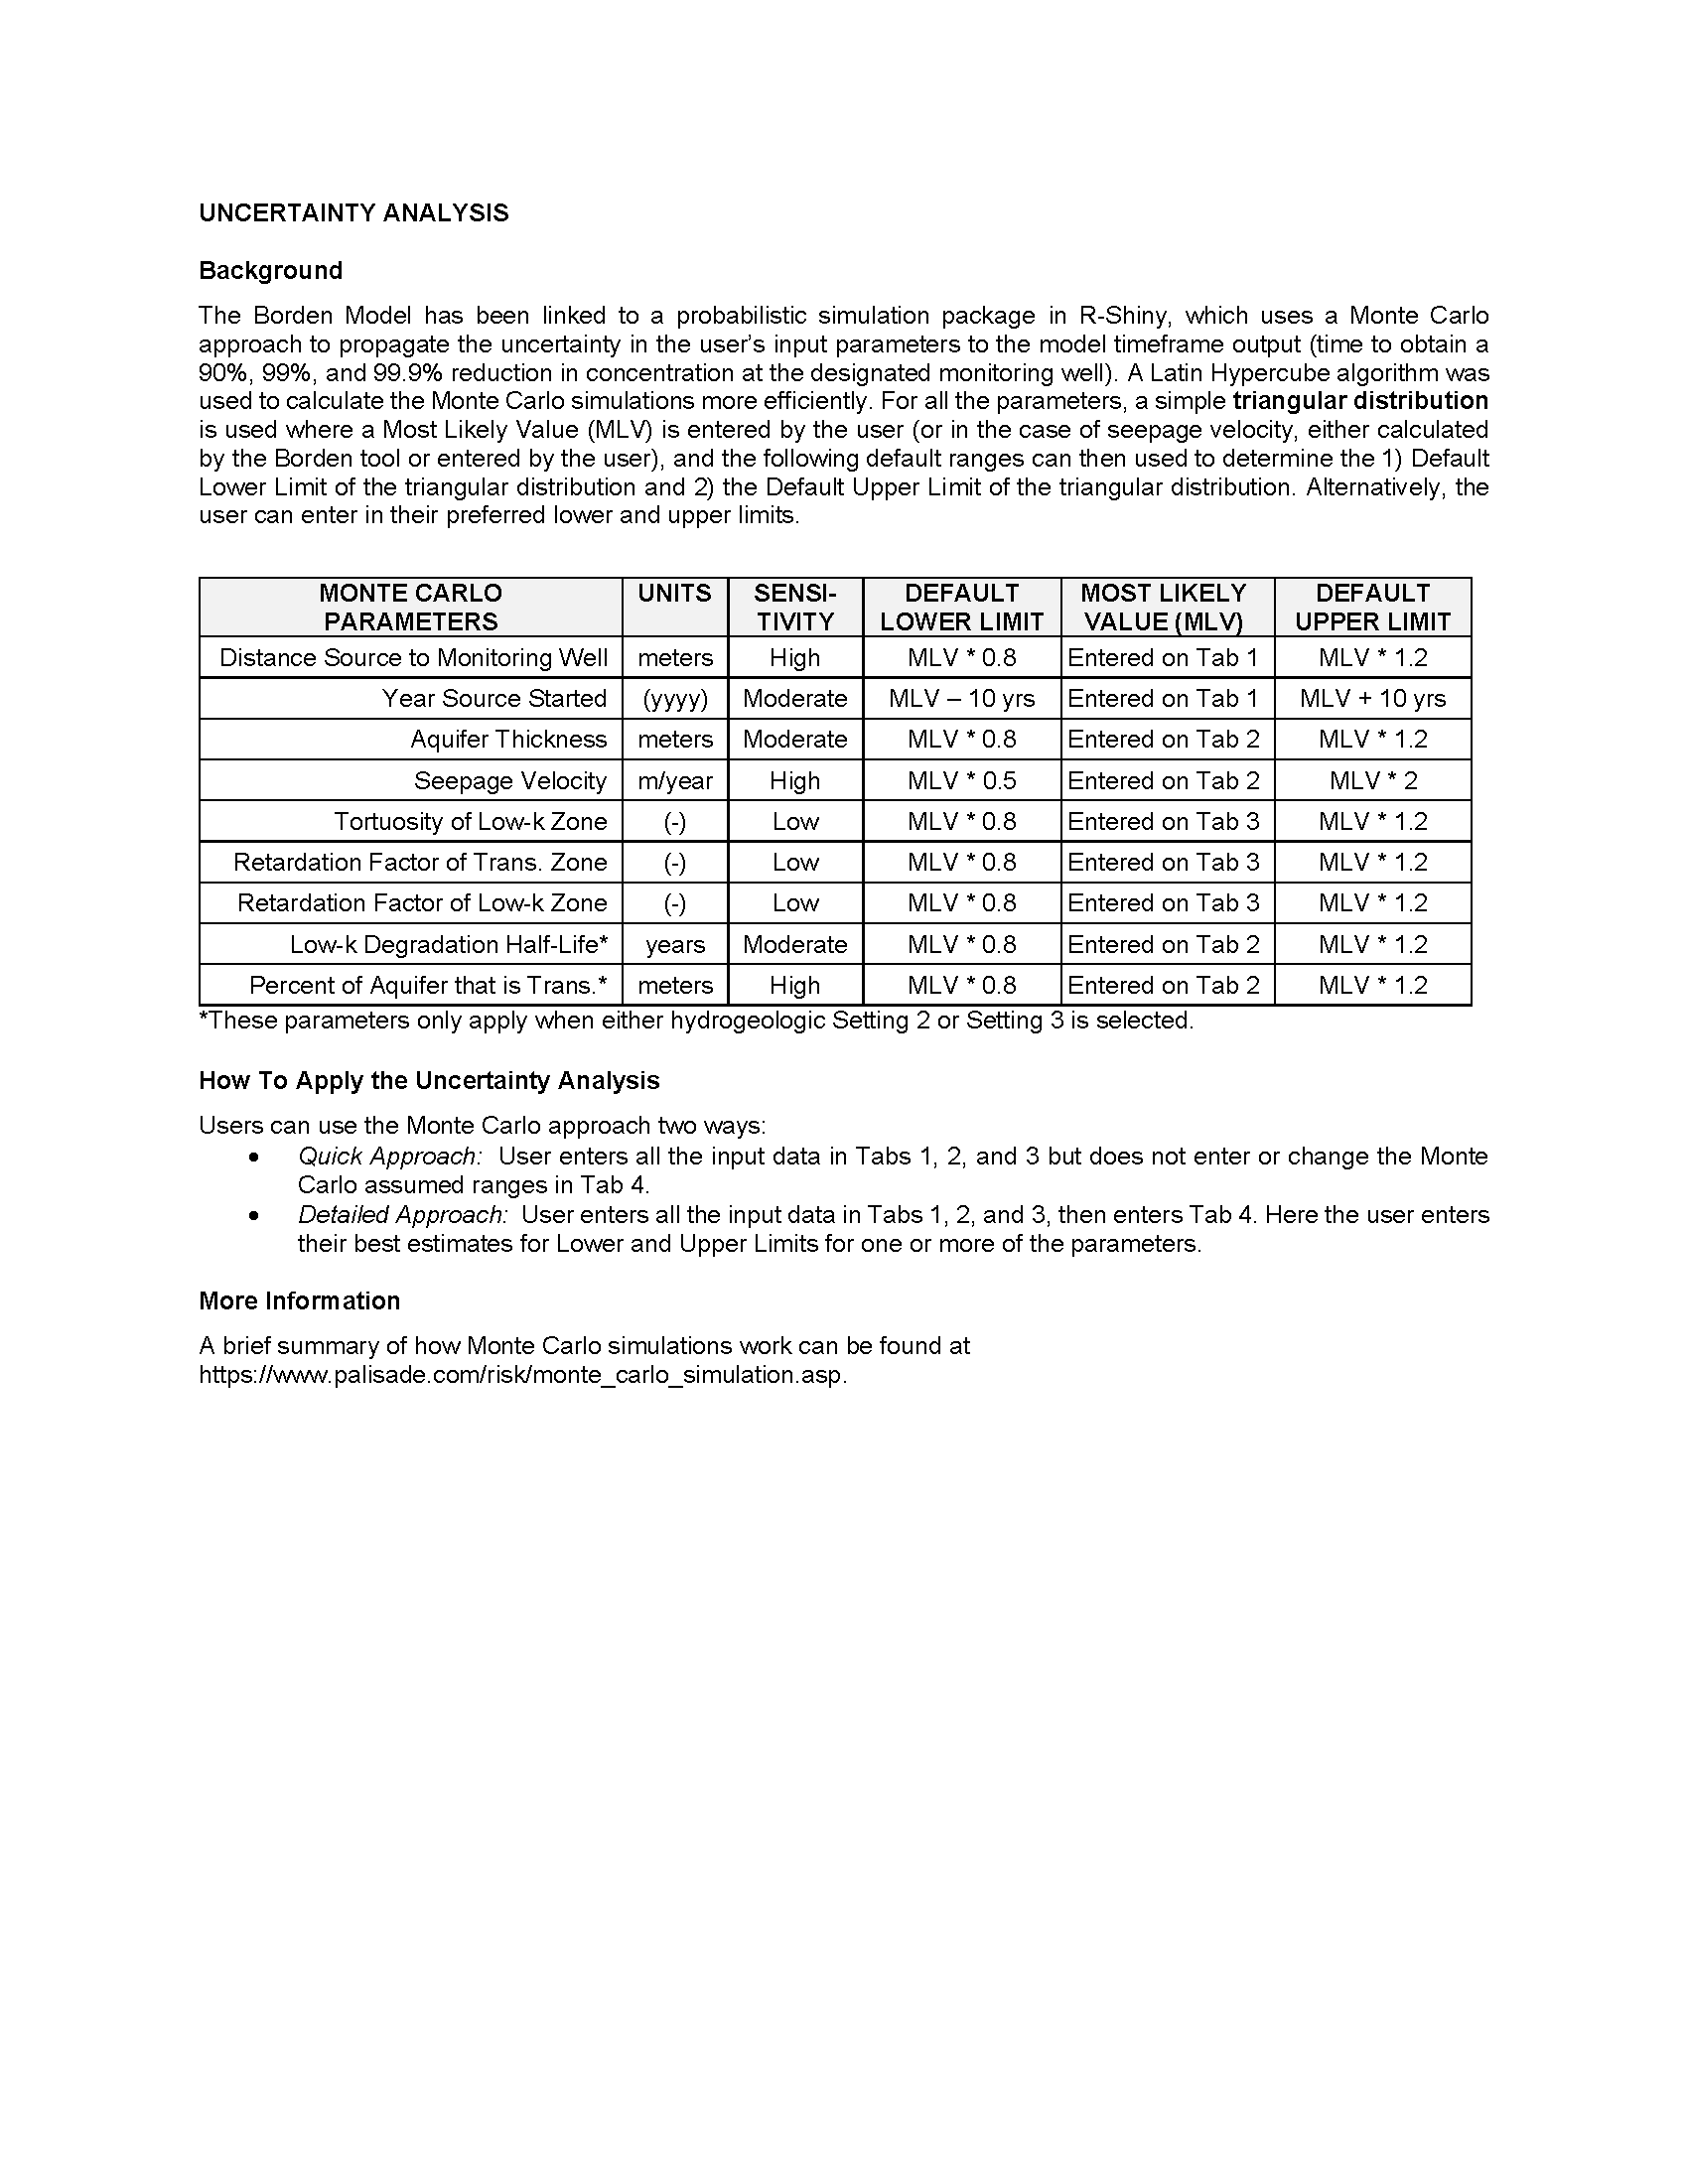 UNCERTAINTY ANALYSIS
Background
The Borden Model has been linked to a probabilistic simulation package in R-Shiny, which uses a Monte Carlo
approach to propagate the uncertainty in the user's input parameters to the model timeframe output (time to obtain a
90%, 99%, and 99.9% reduction in concentration at the designated monitoring well). A Latin Hypercube algorithm was
used to calculate the Monte Carlo simulations more efficiently. For all the parameters, a simple triangular distribution
is used where a Most Likely Value (MLV) is entered by the user (or in the case of seepage velocity, either calculated
by the Borden tool or entered by the user), and the following default ranges can then used to determine the 1) Default
Lower Limit of the triangular distribution and 2) the Default Upper Limit of the triangular distribution. Alternatively, the
user can enter in their preferred lower and upper limits.
MONTE CARLO UNITS SENSI- DEFAULT MOST LIKELY DEFAULT
PARAMETERS TIVITY LOWER LIMIT VALUE (MLV) UPPER LIMIT
Distance Source to Monitoring Well meters High MLV * 0.8 Entered on Tab 1 MLV * 1.2
Year Source Started (yyyy) Moderate MLV – 10 yrs Entered on Tab 1 MLV + 10 yrs
Aquifer Thickness meters Moderate MLV * 0.8 Entered on Tab 2 MLV * 1.2
Seepage Velocity m/year High MLV * 0.5 Entered on Tab 2 MLV * 2
Tortuosity of Low-k Zone (-) Low MLV * 0.8 Entered on Tab 3 MLV * 1.2
Retardation Factor of Trans. Zone (-) Low MLV * 0.8 Entered on Tab 3 MLV * 1.2
Retardation Factor of Low-k Zone (-) Low MLV * 0.8 Entered on Tab 3 MLV * 1.2
Low-k Degradation Half-Life* years Moderate MLV * 0.8 Entered on Tab 2 MLV * 1.2
Percent of Aquifer that is Trans.* meters High MLV * 0.8 Entered on Tab 2 MLV * 1.2
*These parameters only apply when either hydrogeologic Setting 2 or Setting 3 is selected.
How To Apply the Uncertainty Analysis
Users can use the Monte Carlo approach two ways:
• Quick Approach: User enters all the input data in Tabs 1, 2, and 3 but does not enter or change the Monte
Carlo assumed ranges in Tab 4.
• Detailed Approach: User enters all the input data in Tabs 1, 2, and 3, then enters Tab 4. Here the user enters
their best estimates for Lower and Upper Limits for one or more of the parameters.
More Information
A brief summary of how Monte Carlo simulations work can be found at
https://www.palisade.com/risk/monte_carlo_simulation.asp.